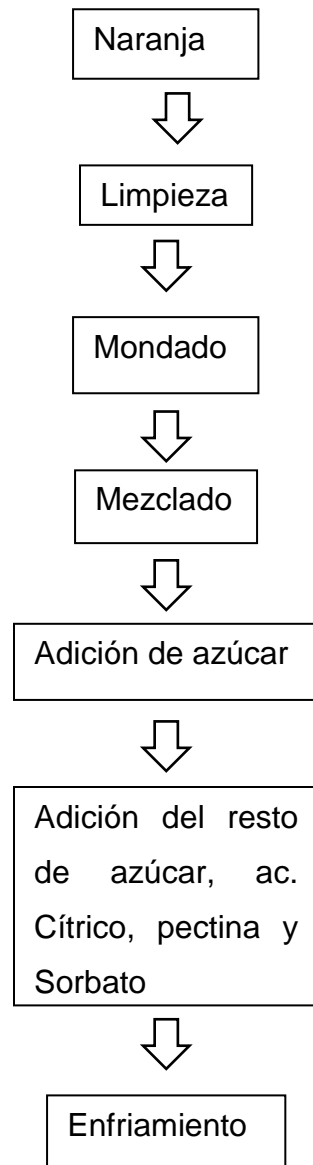 Naranja
Limpieza
Mondado
Mezclado
Adición de azúcar
Adición del resto
de azúcar, ac.
Cítrico, pectina y
Sorbato
Enfriamiento